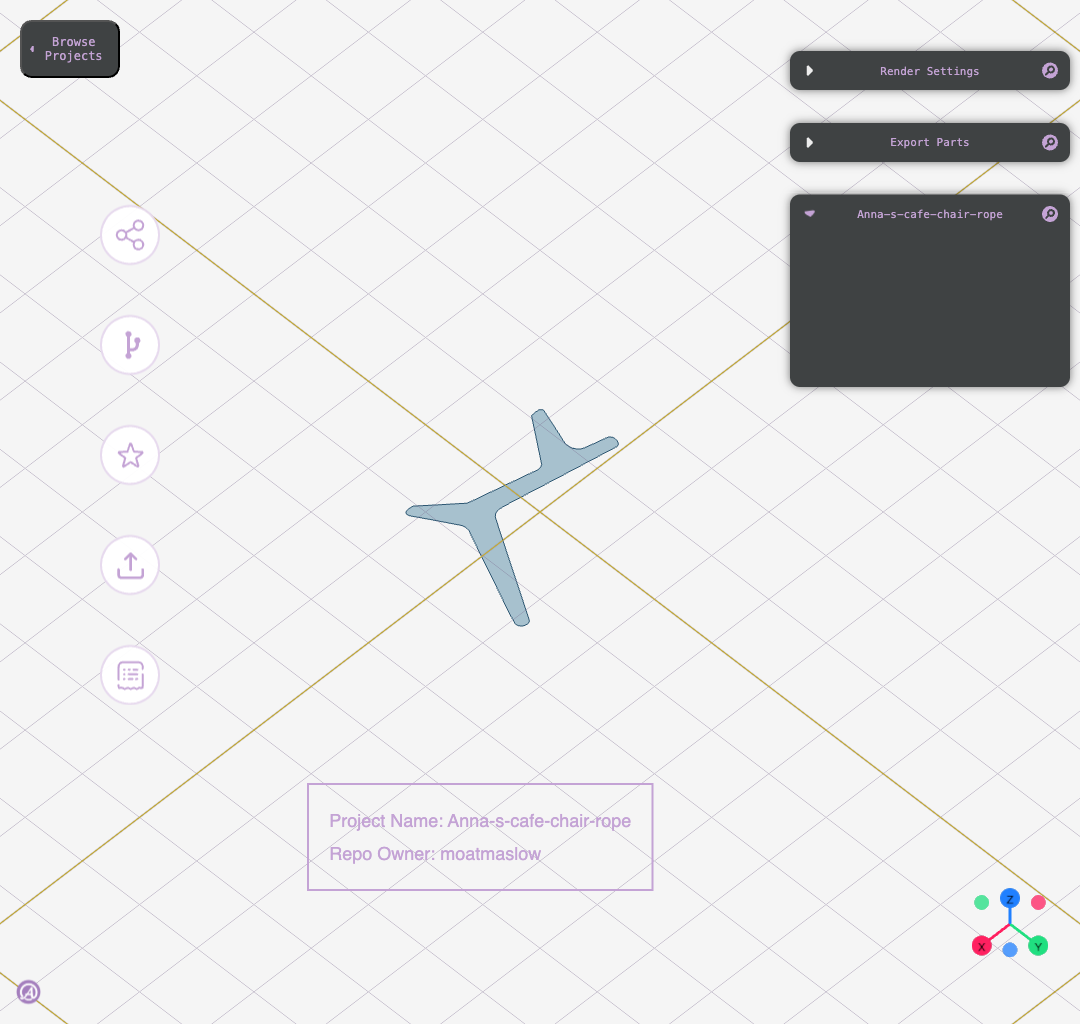 Browse
Projects
Render Settings
Export Parts
Anna-s-cafe-chair-rope
Project Name: Anna-s-cafe-chair-rope
Repo Owner: moatmaslow
Z
X
Y
A